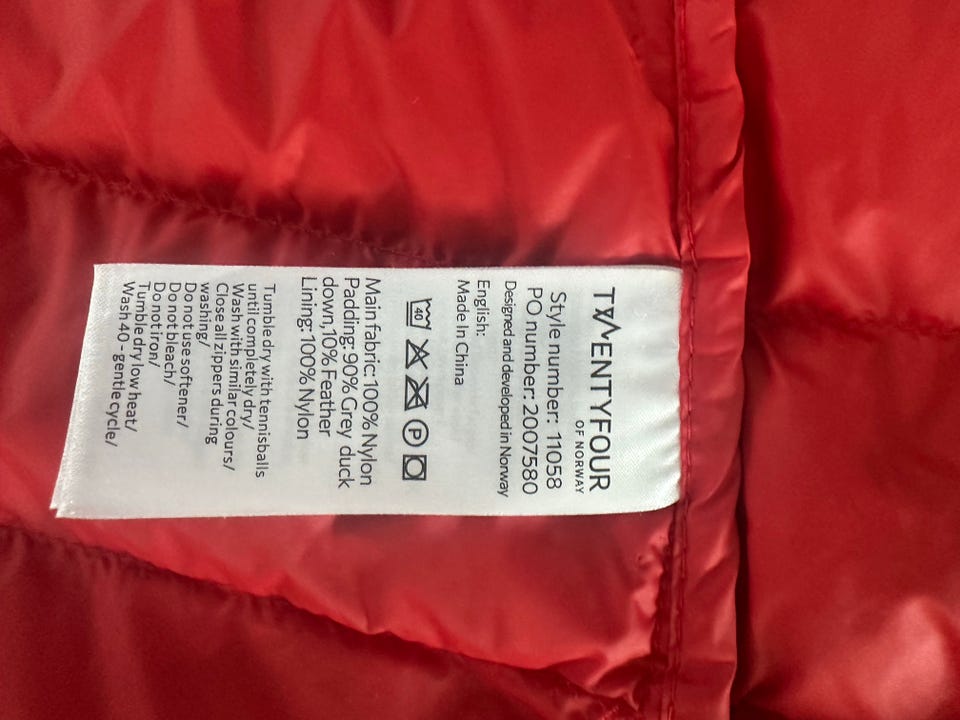 TWENTYFOUR
OF NORWAY
Style number: 11058
PO number: 2007580
Designed and developed in Norway
English:
Made In China
40 P
Main fabric: 100% Nylon
Padding: 90% Grey duck
down,10% Feather
Lining: 100% Nylon
Tumble dry with tennisballs
until completely dry/
Wash with similar colours/
Close all zippers during
washing/
Do not use softener/
Do not bleach/
Do not iron/
Tumble dry low heat/
Wash 40 - gentle cycle/